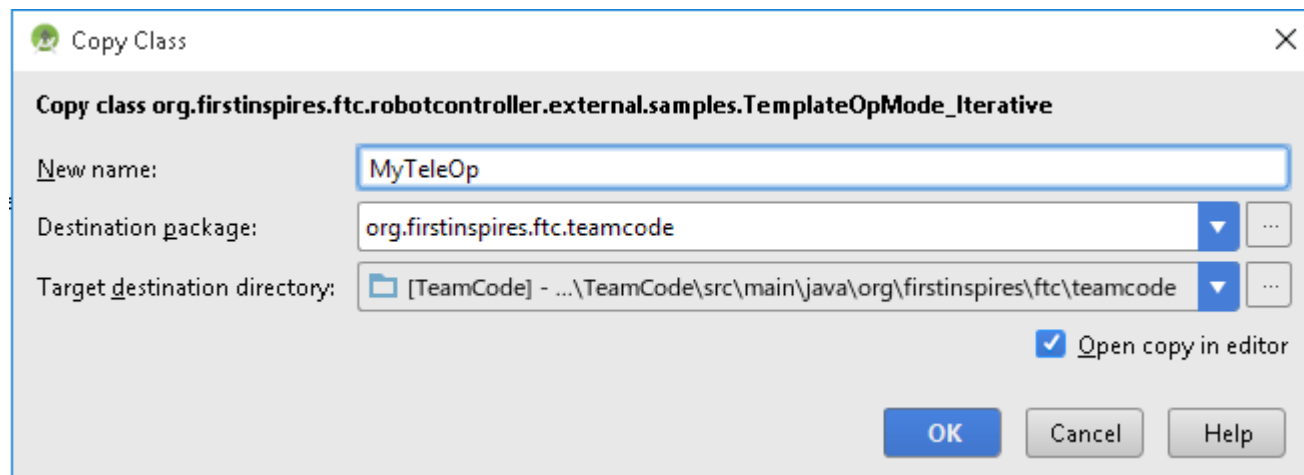 Copy Class
Copy class org.firstinspires.ftc.robotcontroller.external.samples.TemplateOpMode_Iterative
New name: MyTeleOp
Destination package: org.firstinspires.ftc.teamcode ...
Target destination directory: [TeamCode] - ...\TeamCode\src\main\java\org\firstinspires\ftc\teamcode ...
Open copy in editor
OK Cancel Help